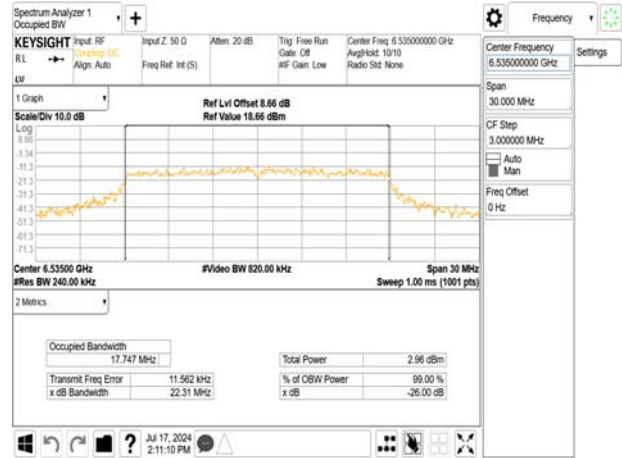 Spectrum Analyzer 1
Occupied BW
Frequency
KEYSIGHT
Input: RF
Coupling: DC
Align: Auto
RL
Input Z: 50 Ω
Freq Ref: Int (S)
Atten: 20 dB
Trig: Free Run
Gate: Off
#IF Gain: Low
Center Freq: 6.535000000 GHz
Avg|Hold: 10/10
Radio Std: None
Center Frequency
6.535000000 GHz
Settings
Span
30.000 MHz
CF Step
3.000000 MHz
Auto
Man
Freq Offset
0 Hz
1 Graph
Scale/Div 10.0 dB
Ref Lvl Offset 8.66 dB
Ref Value 18.66 dBm
Log
8.66
-1.34
-11.3
-21.3
-31.3
-41.3
-51.3
-61.3
-71.3
Center 6.53500 GHz
#Res BW 240.00 kHz
#Video BW 820.00 kHz
Span 30 MHz
Sweep 1.00 ms (1001 pts)
2 Metrics
Occupied Bandwidth
17.747 MHz
Total Power 2.96 dBm
Transmit Freq Error 11.562 kHz
% of OBW Power 99.00 %
x dB Bandwidth 22.31 MHz
x dB -26.00 dB
?
Jul 17, 2024
2:11:10 PM